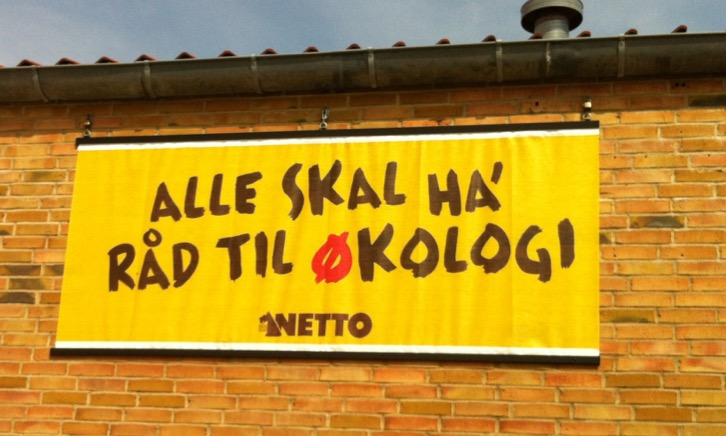 ALLE SKAL HA'
RÅD TIL ØKOLOGI
NETTO